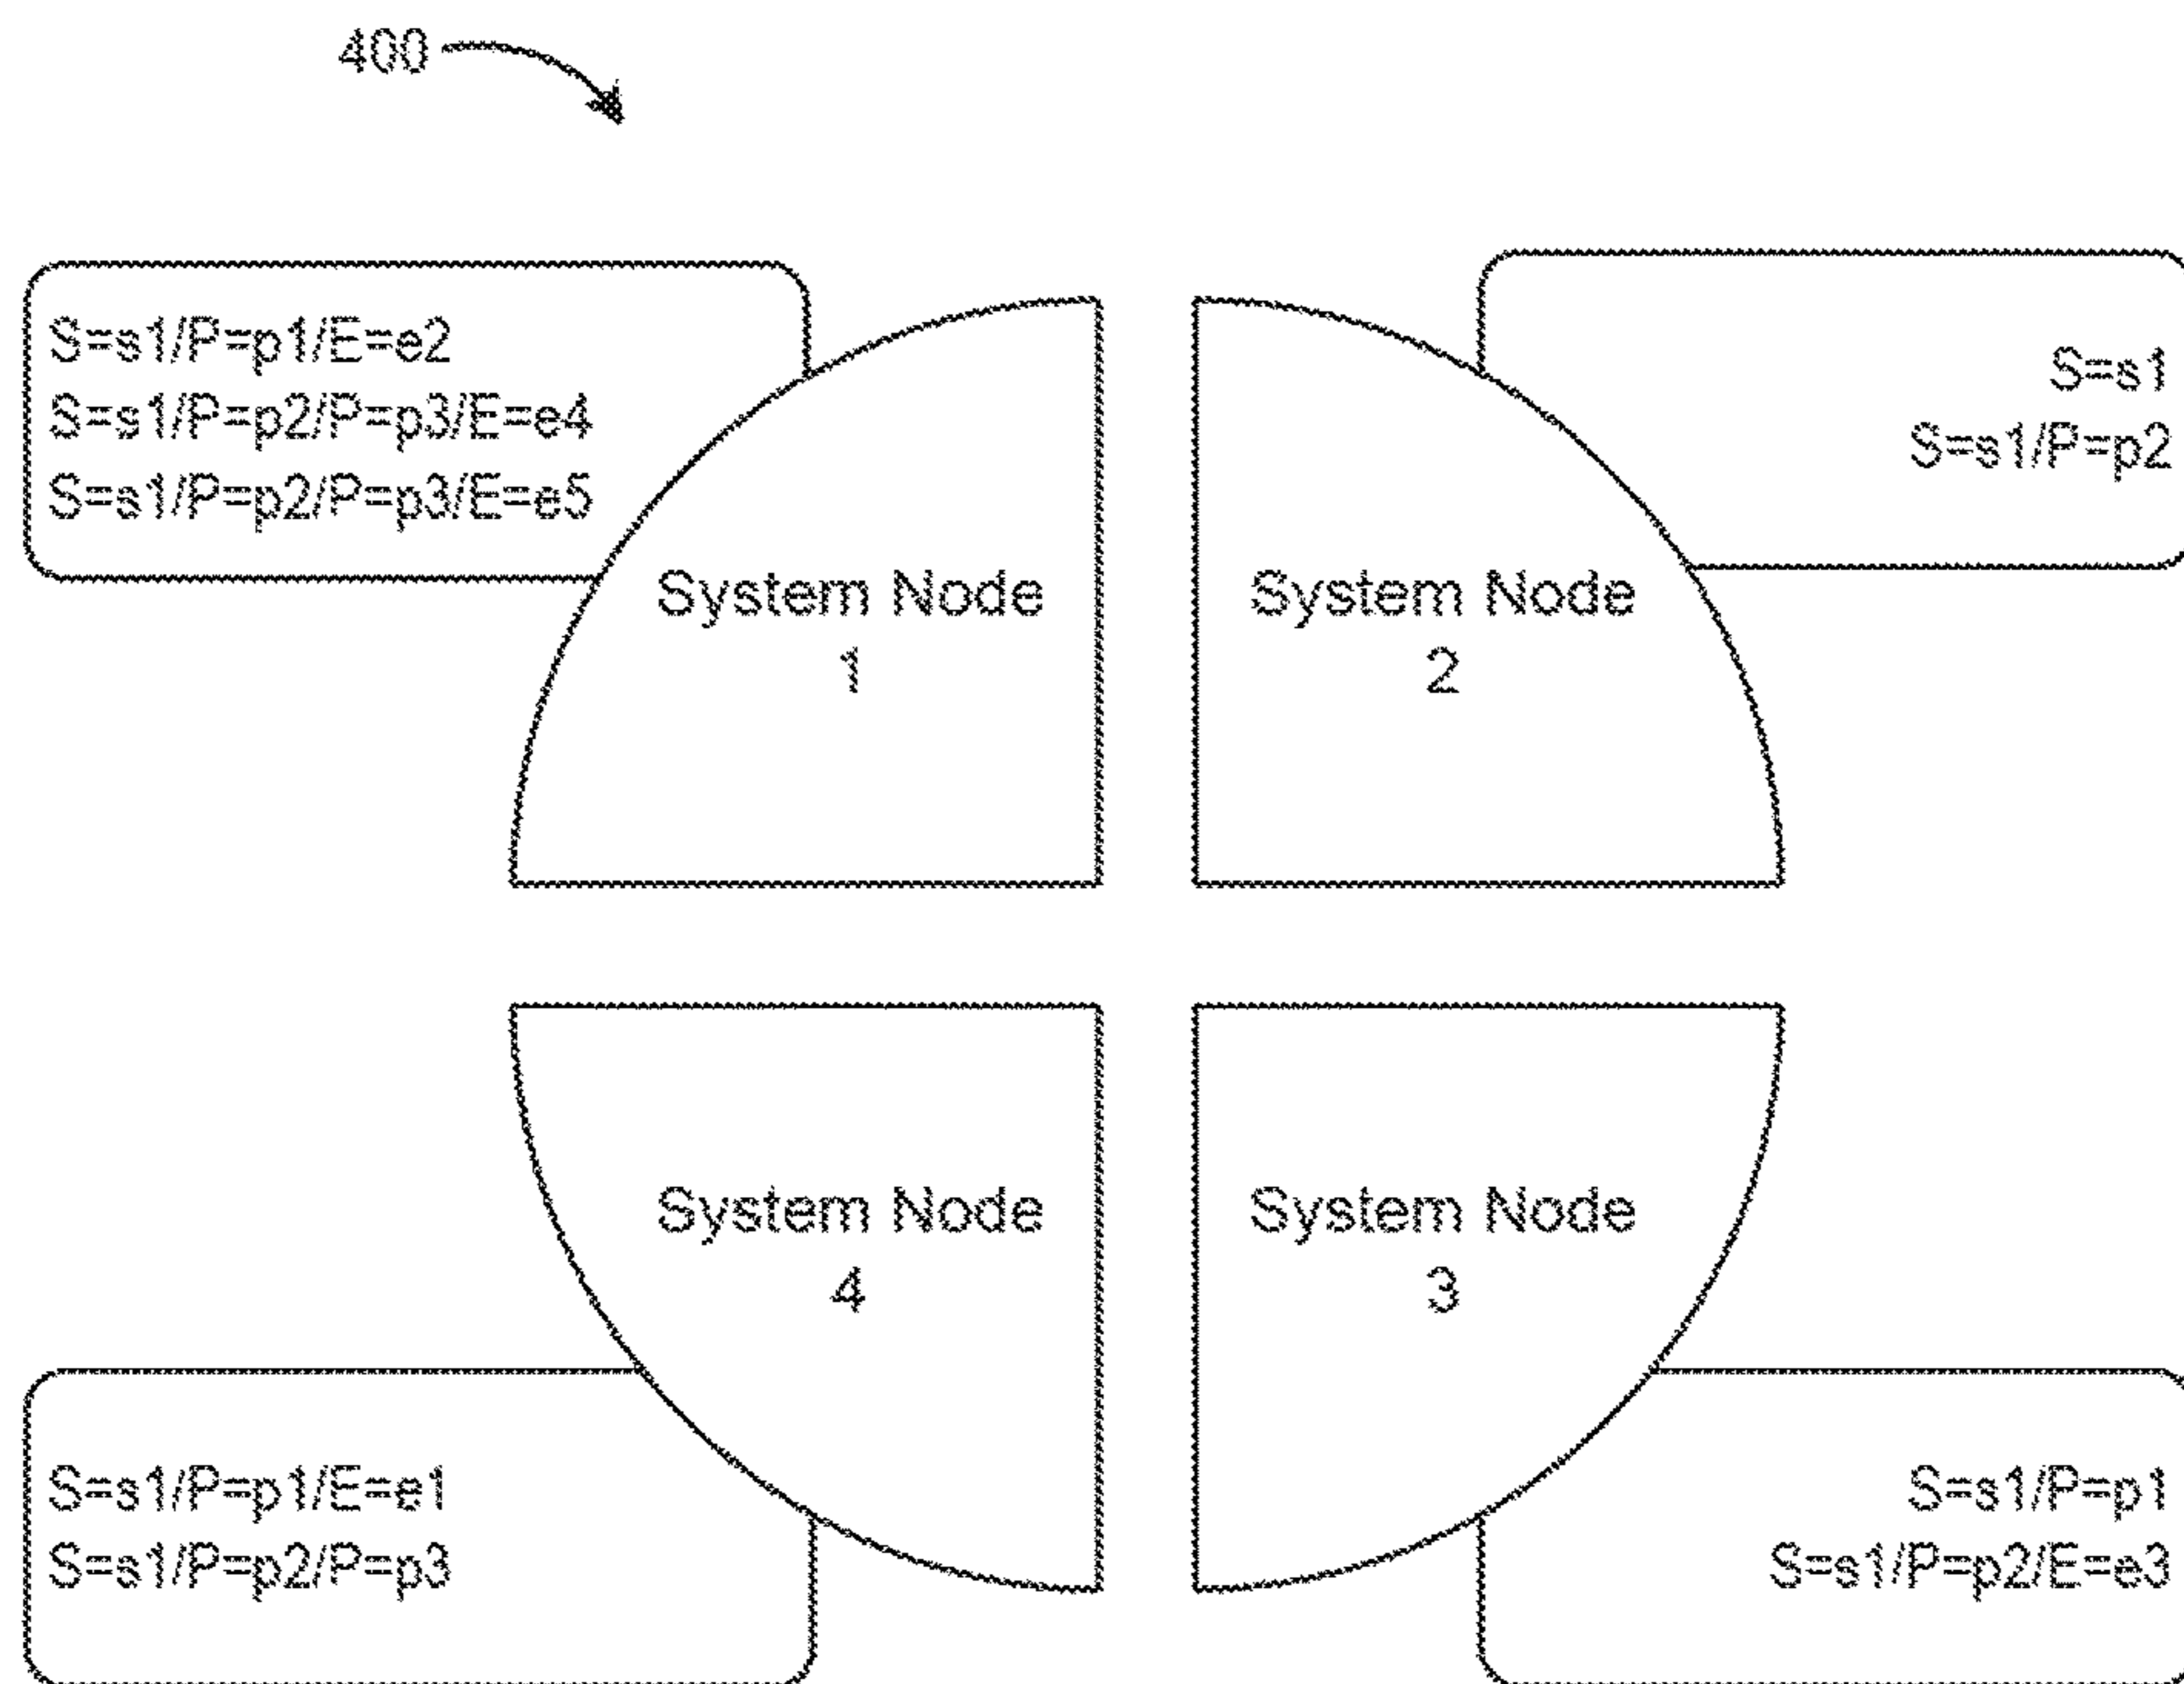 400
S=s1/P=p1/E=e2
S=s1/P=p2/P=p3/E=e4
S=s1/P=p2/P=p3/E=e5
S=s1
S=s1/P=p2
System Node
1
System Node
2
System Node
4
System Node
3
S=s1/P=p1/E=e1
S=s1/P=p2/P=p3
S=s1/P=p1
S=s1/P=p2/E=e3